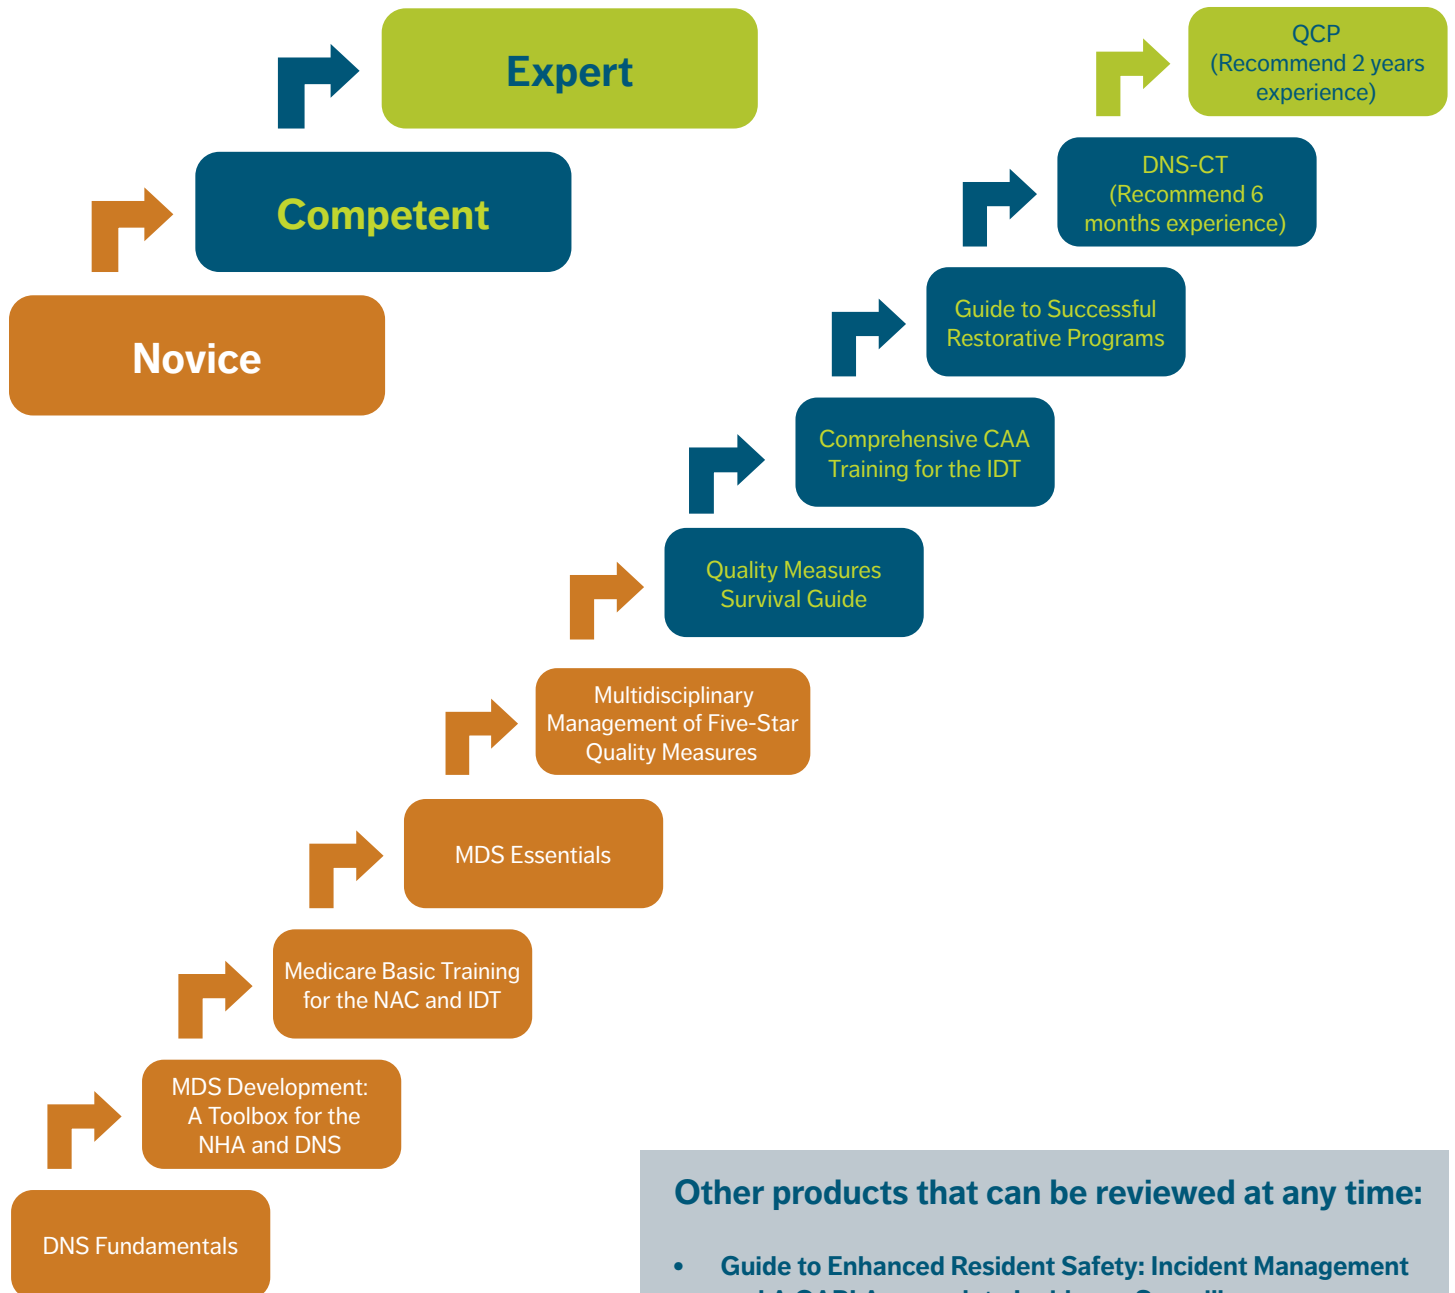 Expert
Competent
Novice
QCP
(Recommend 2 years
experience)
DNS-CT
(Recommend 6
months experience)
Guide to Successful
Restorative Programs
Comprehensive CAA
Training for the IDT
Quality Measures
Survival Guide
Multidisciplinary
Management of Five-Star
Quality Measures
MDS Essentials
Medicare Basic Training
for the NAC and IDT
MDS Development:
A Toolbox for the
NHA and DNS
DNS Fundamentals
Other products that can be reviewed at any time:
• Guide to Enhanced Resident Safety: Incident Management